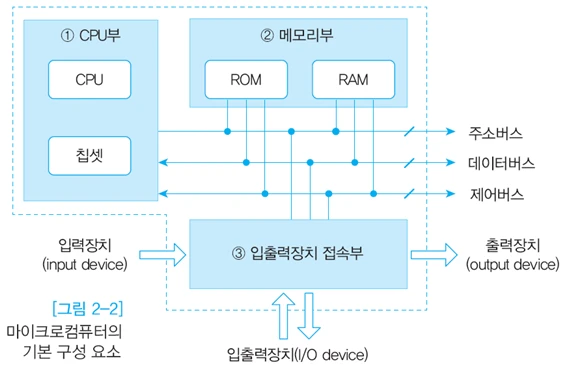 ① CPU부
CPU
칩셋
② 메모리부
ROM
RAM
주소버스
데이터버스
제어버스
입력장치
(input device)
③ 입출력장치 접속부
출력장치
(output device)
[그림 2-2]
마이크로컴퓨터의
기본 구성 요소
입출력장치(I/O device)